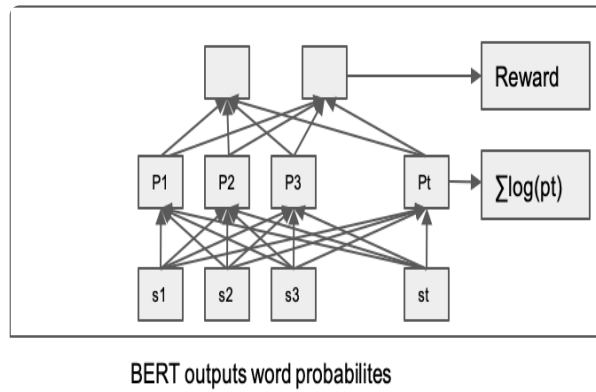 Reward
P1 P2 P3 Pt
∑log(pt)
s1 s2 s3 st
BERT outputs word probabilites